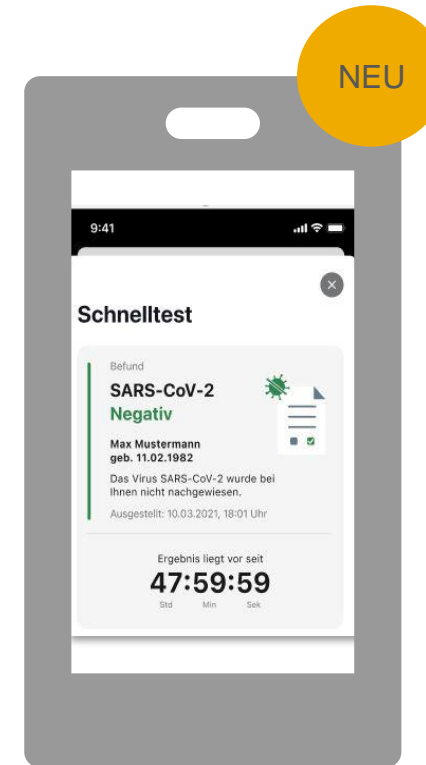 NEU
9:41
Schnelltest
Befund
SARS-CoV-2
Negativ
Max Mustermann
geb. 11.02.1982
Das Virus SARS-CoV-2 wurde bei
Ihnen nicht nachgewiesen.
Ausgestellt: 10.03.2021, 18:01 Uhr
Ergebnis liegt vor seit
47:59:59
Std Min Sek